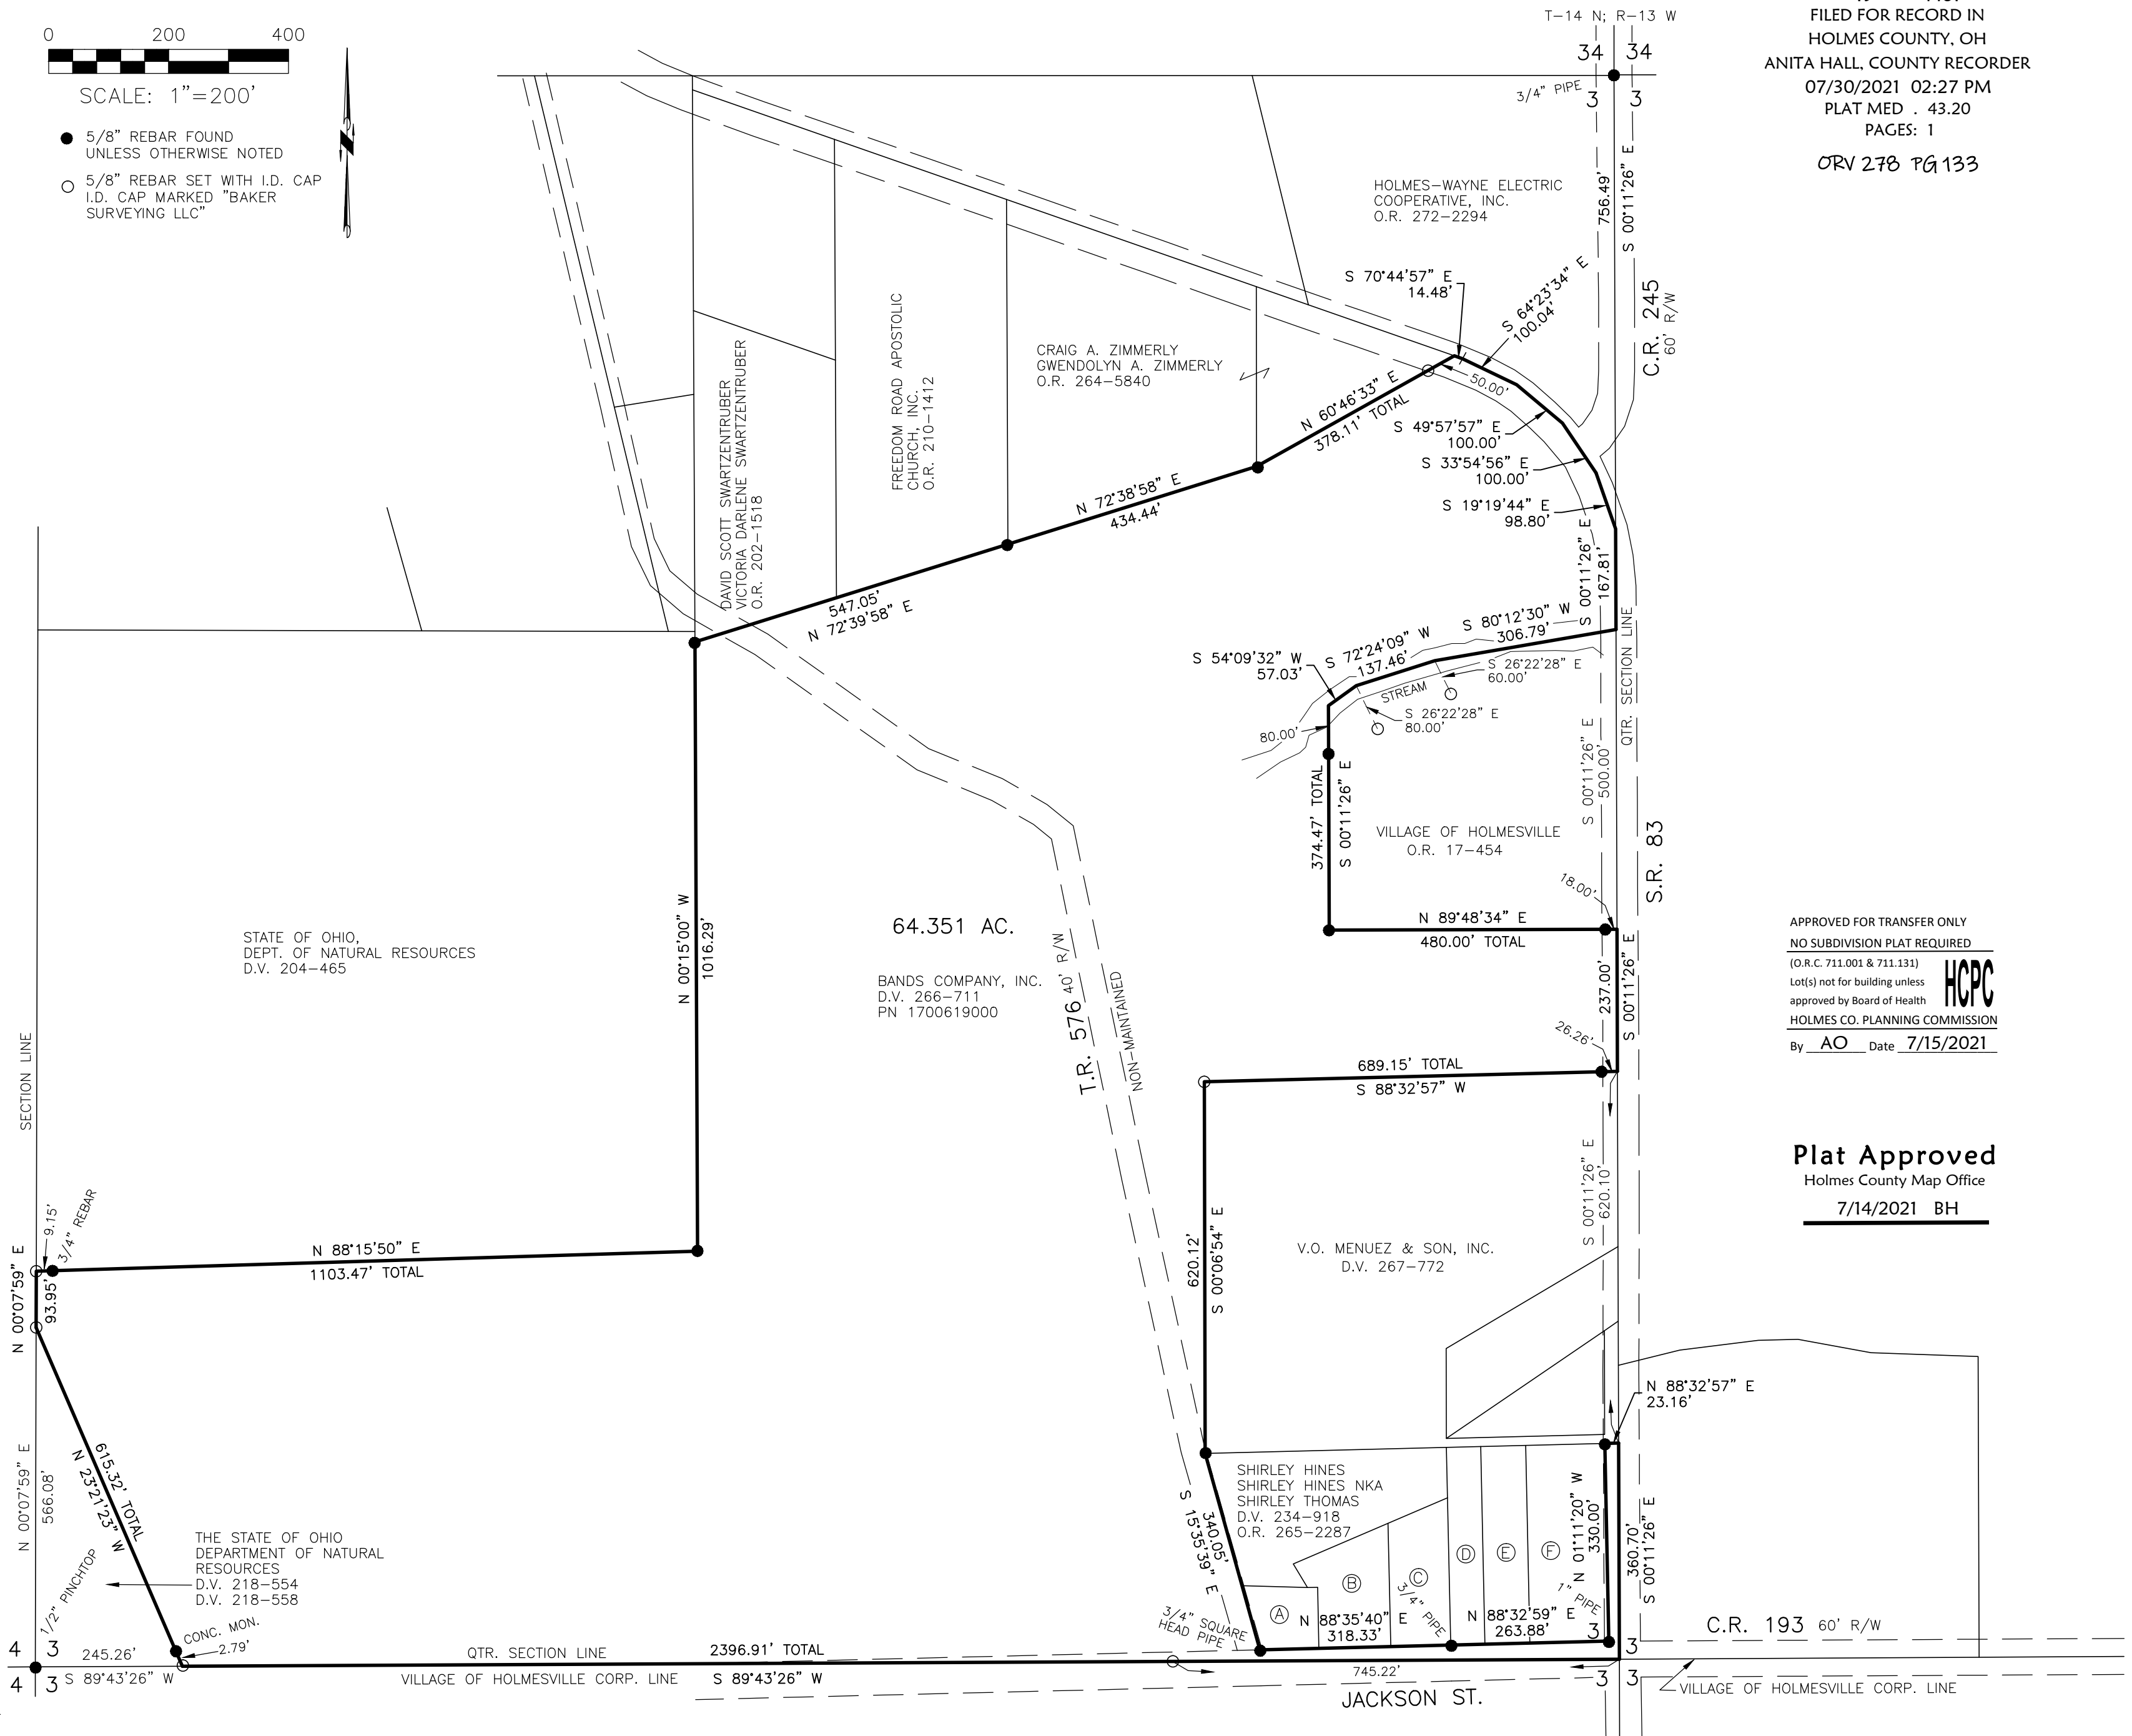 0 200 400
SCALE: 1"=200'
5/8" REBAR FOUND
UNLESS OTHERWISE NOTED
5/8" REBAR SET WITH I.D. CAP
I.D. CAP MARKED "BAKER
SURVEYING LLC"
T-14 N; R-13 W
34 34
3/4" PIPE
3 3
FILED FOR RECORD IN
HOLMES COUNTY, OH
ANITA HALL, COUNTY RECORDER
07/30/2021 02:27 PM
PLAT MED . 43.20
PAGES: 1
ORV 278 PG 133
756.49'
S 00°11'26" E
HOLMES-WAYNE ELECTRIC
COOPERATIVE, INC.
O.R. 272-2294
C.R. 245
60' R/W
S 70°44'57" E
14.48'
S 64°23'34" E
100.04'
50.00'
S 49°57'57" E
100.00'
S 33°54'56" E
100.00'
S 19°19'44" E
98.80'
S 00°11'26" E
167.81'
CRAIG A. ZIMMERLY
GWENDOLYN A. ZIMMERLY
O.R. 264-5840
FREEDOM ROAD APOSTOLIC
CHURCH, INC.
O.R. 210-1412
DAVID SCOTT SWARTZENTRUBER
VICTORIA DARLENE SWARTZENTRUBER
O.R. 202-1518
N 60°46'33" E
378.11' TOTAL
N 72°38'58" E
434.44'
547.05'
N 72°39'58" E
S 80°12'30" W
306.79'
S 72°24'09" W
137.46'
S 54°09'32" W
57.03'
S 26°22'28" E
60.00'
STREAM
S 26°22'28" E
80.00'
80.00'
QTR. SECTION LINE
S 00°11'26" E
500.00'
374.47' TOTAL
S 00°11'26" E
VILLAGE OF HOLMESVILLE
O.R. 17-454
S.R. 83
18.00'
N 89°48'34" E
480.00' TOTAL
237.00'
S 00°11'26" E
26.26'
689.15' TOTAL
S 88°32'57" W
64.351 AC.
BANDS COMPANY, INC.
D.V. 266-711
PN 1700619000
T.R. 576 40' R/W
NON-MAINTAINED
STATE OF OHIO,
DEPT. OF NATURAL RESOURCES
D.V. 204-465
N 00°15'00" W
1016.29'
SECTION LINE
APPROVED FOR TRANSFER ONLY
NO SUBDIVISION PLAT REQUIRED
(O.R.C. 711.001 & 711.131)
Lot(s) not for building unless
approved by Board of Health
HCPC
HOLMES CO. PLANNING COMMISSION
By AO Date 7/15/2021
Plat Approved
Holmes County Map Office
7/14/2021 BH
620.12'
S 00°06'54" E
S 00°11'26" E
620.10'
V.O. MENUEZ & SON, INC.
D.V. 267-772
9.15'
3/4" REBAR
N 88°15'50" E
1103.47' TOTAL
N 00°07'59" E
93.95'
N 88°32'57" E
23.16'
N 00°07'59" E
566.08'
615.32' TOTAL
N 23°21'23" W
THE STATE OF OHIO
DEPARTMENT OF NATURAL
RESOURCES
D.V. 218-554
D.V. 218-558
1/2" PINCHTOP
CONC. MON.
2.79'
SHIRLEY HINES
SHIRLEY HINES NKA
SHIRLEY THOMAS
D.V. 234-918
O.R. 265-2287
340.05'
S 15°35'39" E
A
B
C
D
E
F
3/4" PIPE
1" PIPE
N 01°11'20" W
330.00'
360.70'
S 00°11'26" E
3/4" SQUARE
HEAD PIPE
N 88°35'40" E
318.33'
N 88°32'59" E
263.88'
C.R. 193 60' R/W
4 3
4 3
3 3
3 3
245.26'
S 89°43'26" W
QTR. SECTION LINE
2396.91' TOTAL
VILLAGE OF HOLMESVILLE CORP. LINE
S 89°43'26" W
745.22'
JACKSON ST.
VILLAGE OF HOLMESVILLE CORP. LINE